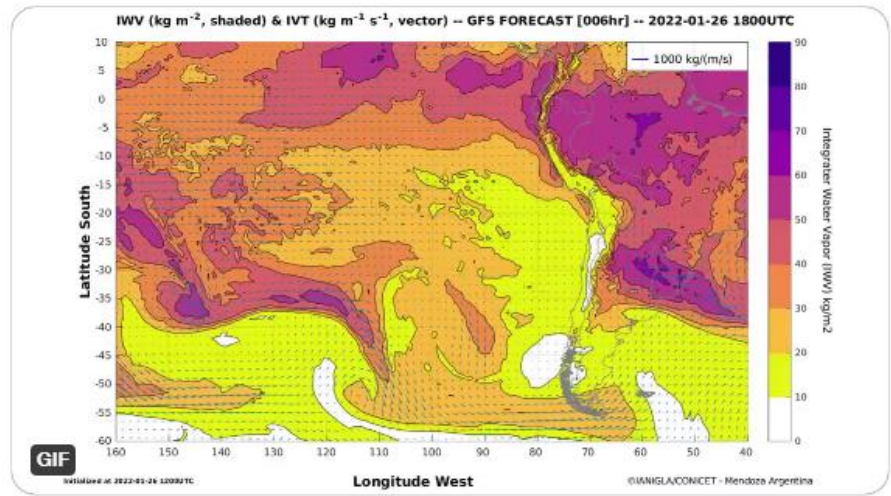 IWV (kg m-2, shaded) & IVT (kg m-1 s-1, vector) -- GFS FORECAST [006hr] -- 2022-01-26 1800UTC
1000 kg/(m/s)
10
5
0
-5
-10
-15
-20
-25
-30
-35
-40
-45
-50
-55
-60
Latitude South
160 150 140 130 120 110 100 90 80 70 60 50 40
Longitude West
90
80
70
60
50
40
30
20
10
0
Integrater Water Vapor (IWV) kg/m2
GIF
Initialized at 2022-01-26 1200UTC
©IANIGLA/CONICET - Mendoza Argentina